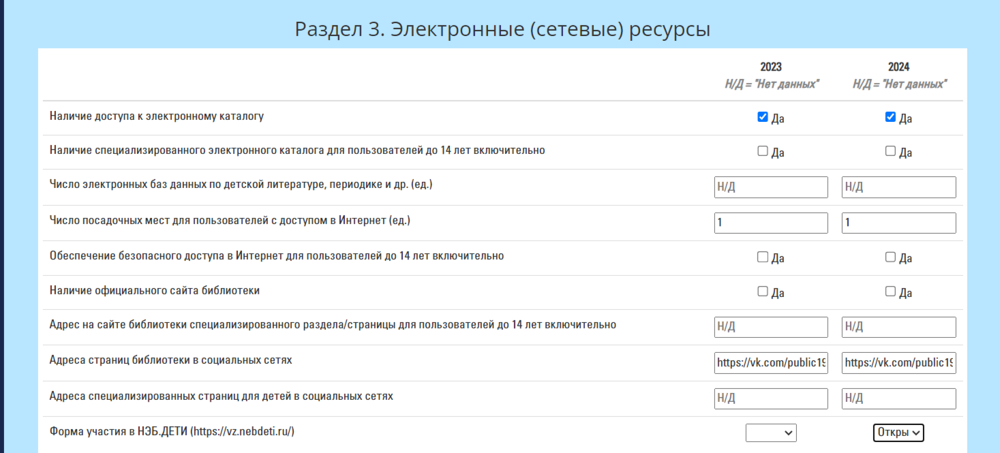 Раздел 3. Электронные (сетевые) ресурсы
2023 2024
Н/Д = "Нет данных" Н/Д = "Нет данных"
Наличие доступа к электронному каталогу Да Да
Наличие специализированного электронного каталога для пользователей до 14 лет включительно Да Да
Число электронных баз данных по детской литературе, периодике и др. (ед.) Н/Д Н/Д
Число посадочных мест для пользователей с доступом в Интернет (ед.) 1 1
Обеспечение безопасного доступа в Интернет для пользователей до 14 лет включительно Да Да
Наличие официального сайта библиотеки Да Да
Адрес на сайте библиотеки специализированного раздела/страницы для пользователей до 14 лет включительно Н/Д Н/Д
Адреса страниц библиотеки в социальных сетях https://vk.com/public19 https://vk.com/public19
Адреса специализированных страниц для детей в социальных сетях Н/Д Н/Д
Форма участия в НЭБ.ДЕТИ (https://vz.nebdeti.ru/) Откры